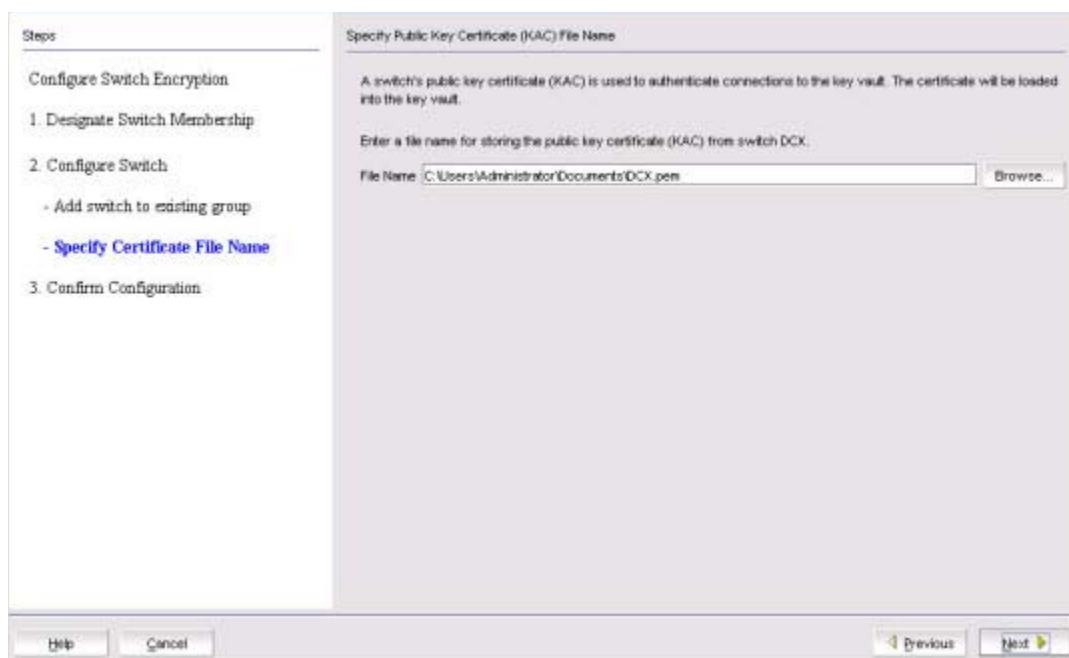 Steps
Configure Switch Encryption
1. Designate Switch Membership
2. Configure Switch
- Add switch to existing group
- Specify Certificate File Name
3. Confirm Configuration
Specify Public Key Certificate (KAC) File Name
A switch's public key certificate (KAC) is used to authenticate connections to the key vault. The certificate will be loaded
into the key vault.
Enter a file name for storing the public key certificate (KAC) from switch DCX.
File Name C:\Users\Administrator\Documents\DCX.pem Browse...
Help Cancel Previous Next